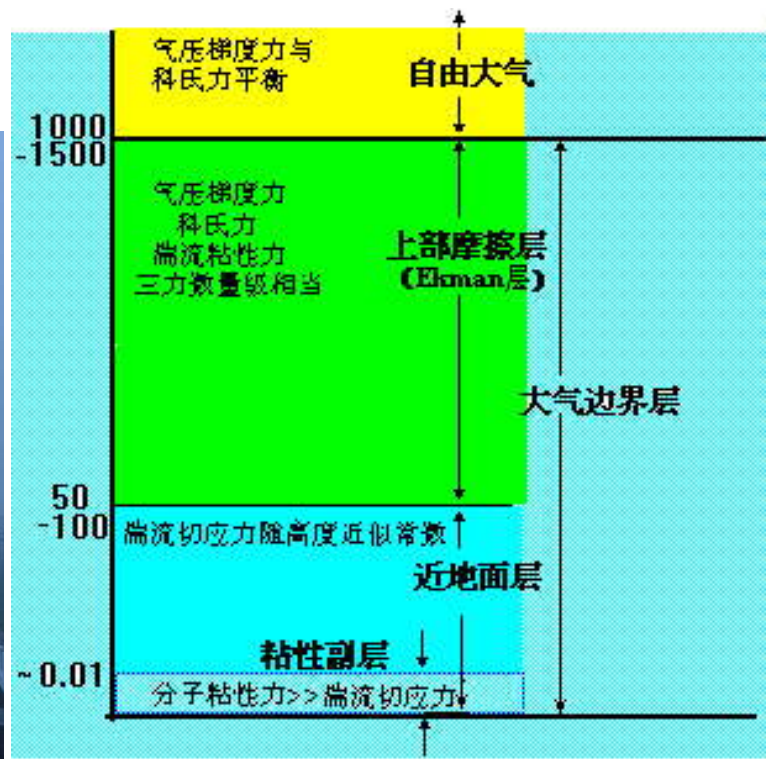 气压梯度力与
科氏力平衡
自由大气
1000
-1500
气压梯度力
科氏力
湍流粘性力
三力数量级相当
上部摩擦层
(Ekman层)
大气边界层
50
-100
湍流切应力随高度近似常数
近地面层
粘性副层
~0.01
分子粘性力>>湍流切应力